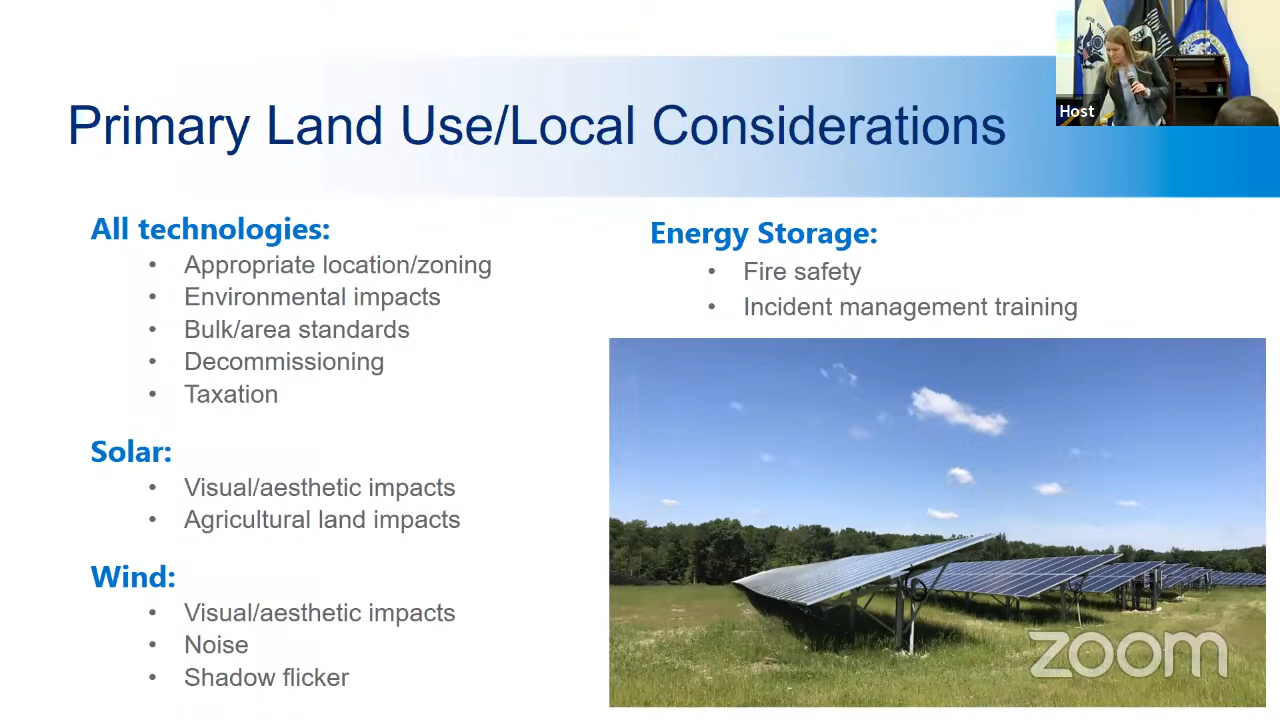 Primary Land Use/Local Considerations
Host
All technologies:
• Appropriate location/zoning
• Environmental impacts
• Bulk/area standards
• Decommissioning
• Taxation
Solar:
• Visual/aesthetic impacts
• Agricultural land impacts
Wind:
• Visual/aesthetic impacts
• Noise
• Shadow flicker
Energy Storage:
• Fire safety
• Incident management training
zoom